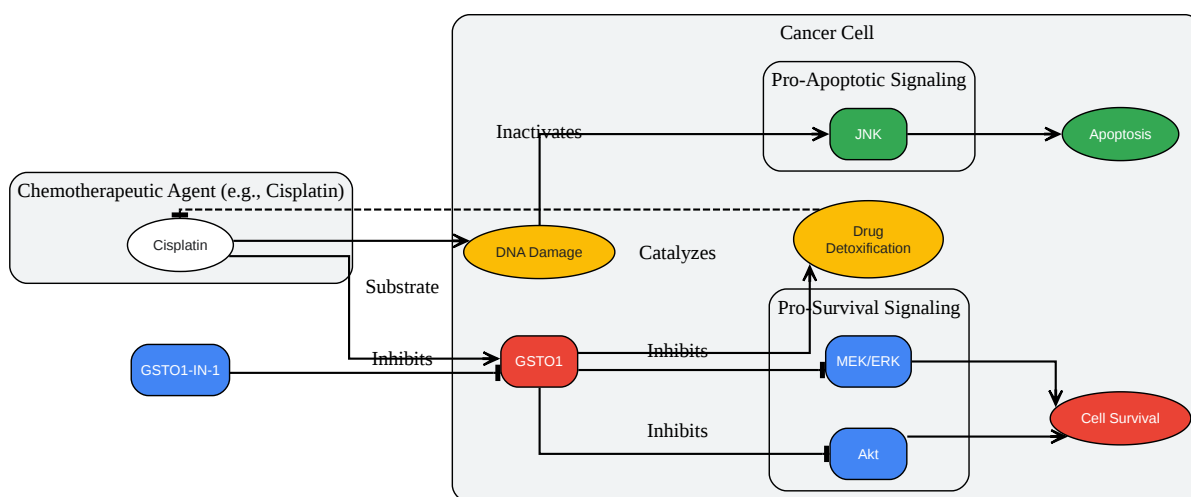 Cancer Cell
Pro-Apoptotic Signaling
Inactivates
JNK
Apoptosis
Chemotherapeutic Agent (e.g., Cisplatin)
Cisplatin
DNA Damage
Catalyzes
Drug
Detoxification
Substrate
Pro-Survival Signaling
GSTO1-IN-1
Inhibits
GSTO1
Inhibits
MEK/ERK
Inhibits
Akt
Cell Survival